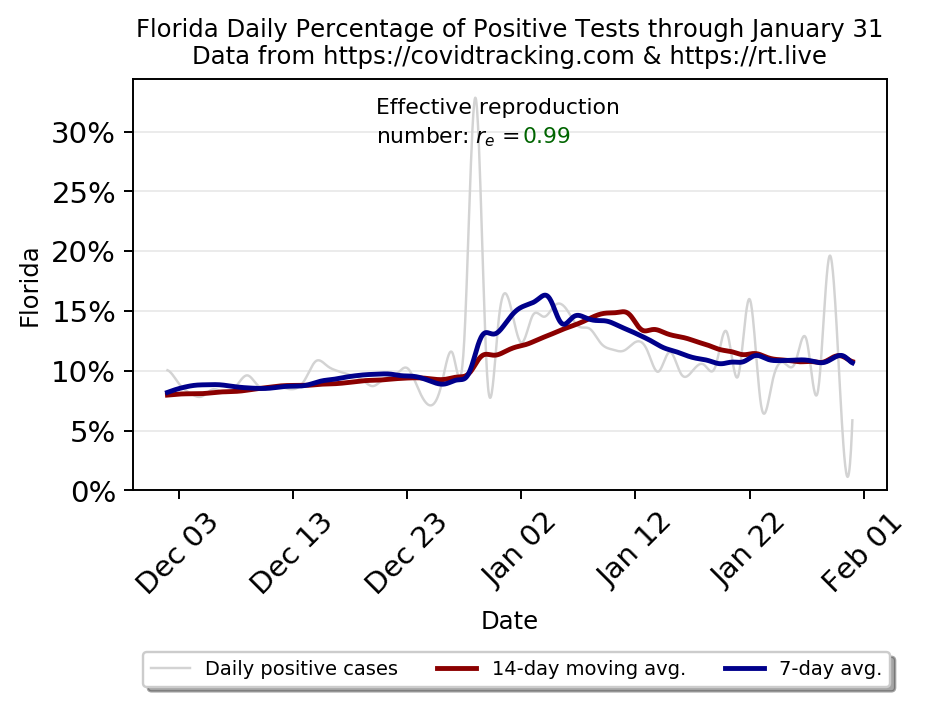 Florida Daily Percentage of Positive Tests through January 31
Data from https://covidtracking.com & https://rt.live
Effective reproduction
number: rₑ = 0.99
30%
25%
20%
15%
10%
5%
0%
Florida
Dec 03
Dec 13
Dec 23
Jan 02
Jan 12
Jan 22
Feb 01
Date
Daily positive cases
14-day moving avg.
7-day avg.